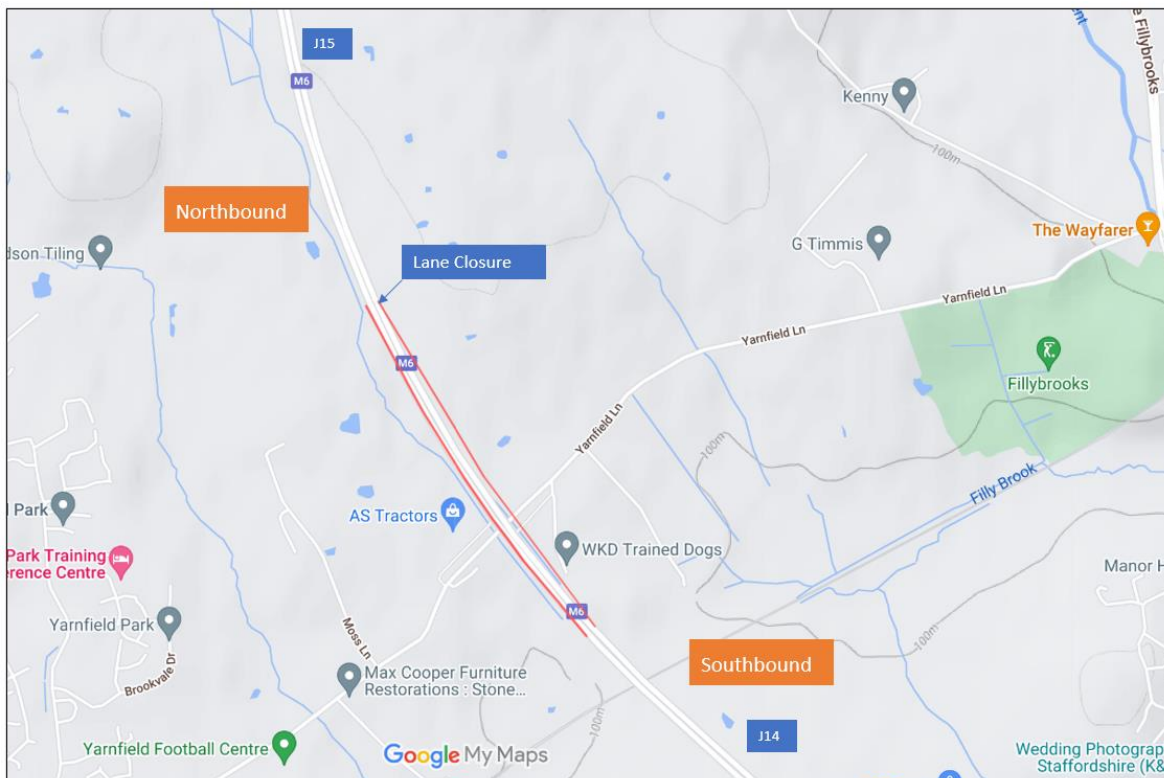 J15
M6
The Fillybrooks
Kenny
100m
Northbound
The Wayfarer
G Timmis
dson Tiling
Lane Closure
Yarnfield Ln
Yarnfield Ln
M6
Fillybrooks
Yarnfield Ln
100m
Filly Brook
d Park
AS Tractors
Park Training
erence Centre
WKD Trained Dogs
Manor H
M6
Yarnfield Park
Moss Ln
100m
Southbound
Brookvale Dr
Max Cooper Furniture
Restorations : Stone...
100m
J14
Yarnfield Football Centre
Google My Maps
Wedding Photograp
Staffordshire (K&